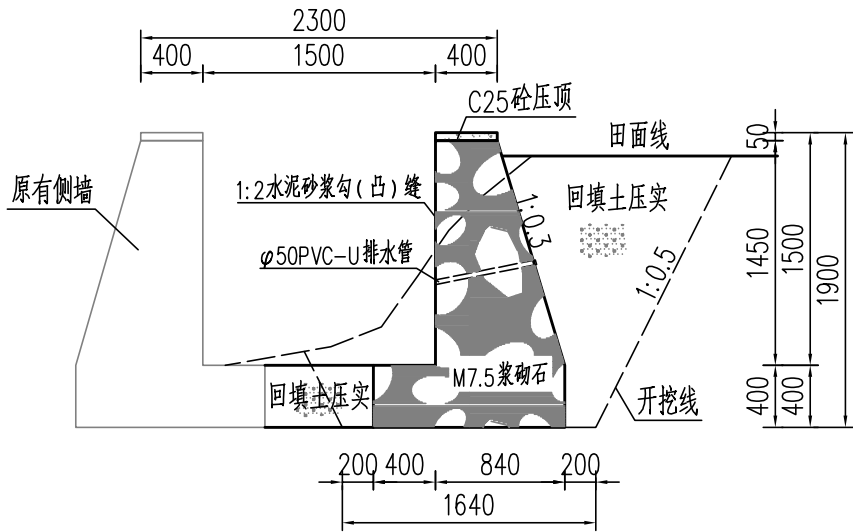 2300
400
1500
400
C25砼压顶
田面线
50
原有侧墙
1:2水泥砂浆勾(凸)缝
回填土压实
1:0.3
φ50PVC-U排水管
1:0.5
1450
1500
1900
M7.5浆砌石
回填土压实
开挖线
400
400
200
400
840
200
1640